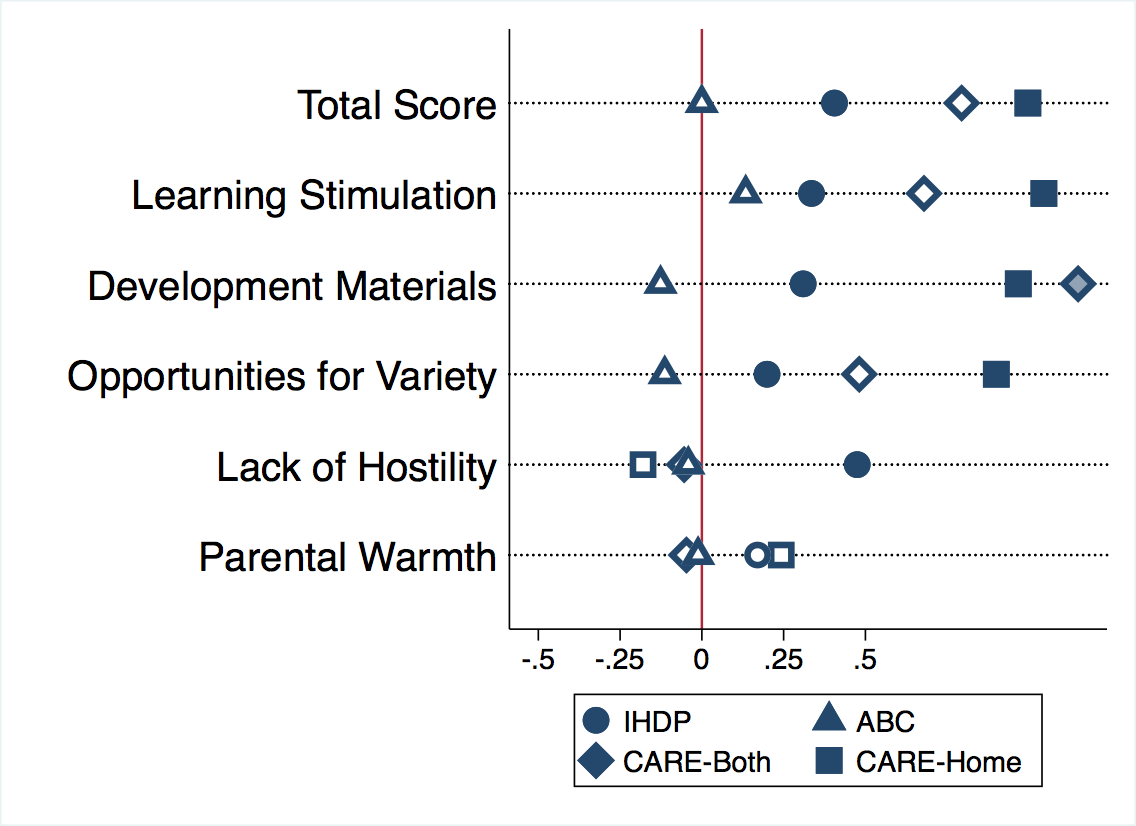 Total Score
Learning Stimulation
Development Materials
Opportunities for Variety
Lack of Hostility
Parental Warmth
-.5 -.25 0 .25 .5
IHDP ABC
CARE-Both CARE-Home